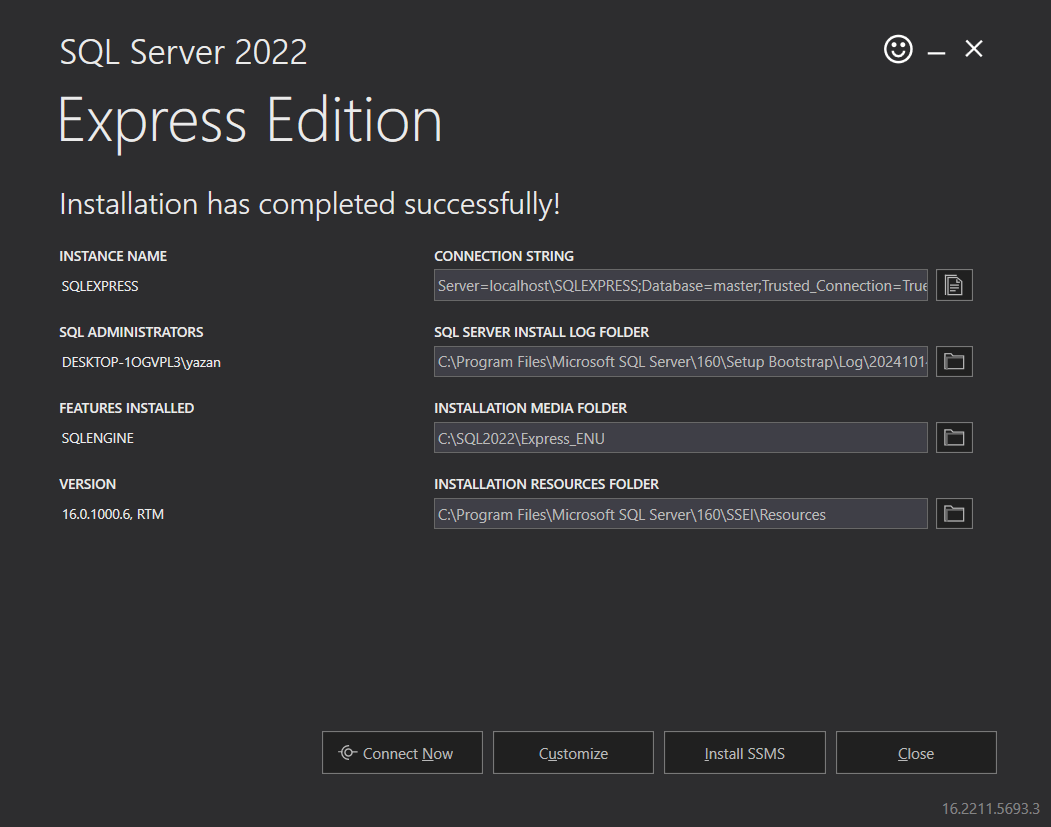 SQL Server 2022
Express Edition
Installation has completed successfully!
INSTANCE NAME
SQLEXPRESS
CONNECTION STRING
Server=localhost\SQLEXPRESS;Database=master;Trusted_Connection=True
SQL ADMINISTRATORS
DESKTOP-1OGVPL3\yazan
SQL SERVER INSTALL LOG FOLDER
C:\Program Files\Microsoft SQL Server\160\Setup Bootstrap\Log\2024101
FEATURES INSTALLED
SQLENGINE
INSTALLATION MEDIA FOLDER
C:\SQL2022\Express_ENU
VERSION
16.0.1000.6, RTM
INSTALLATION RESOURCES FOLDER
C:\Program Files\Microsoft SQL Server\160\SSEI\Resources
Connect Now
Customize
Install SSMS
Close
16.2211.5693.3